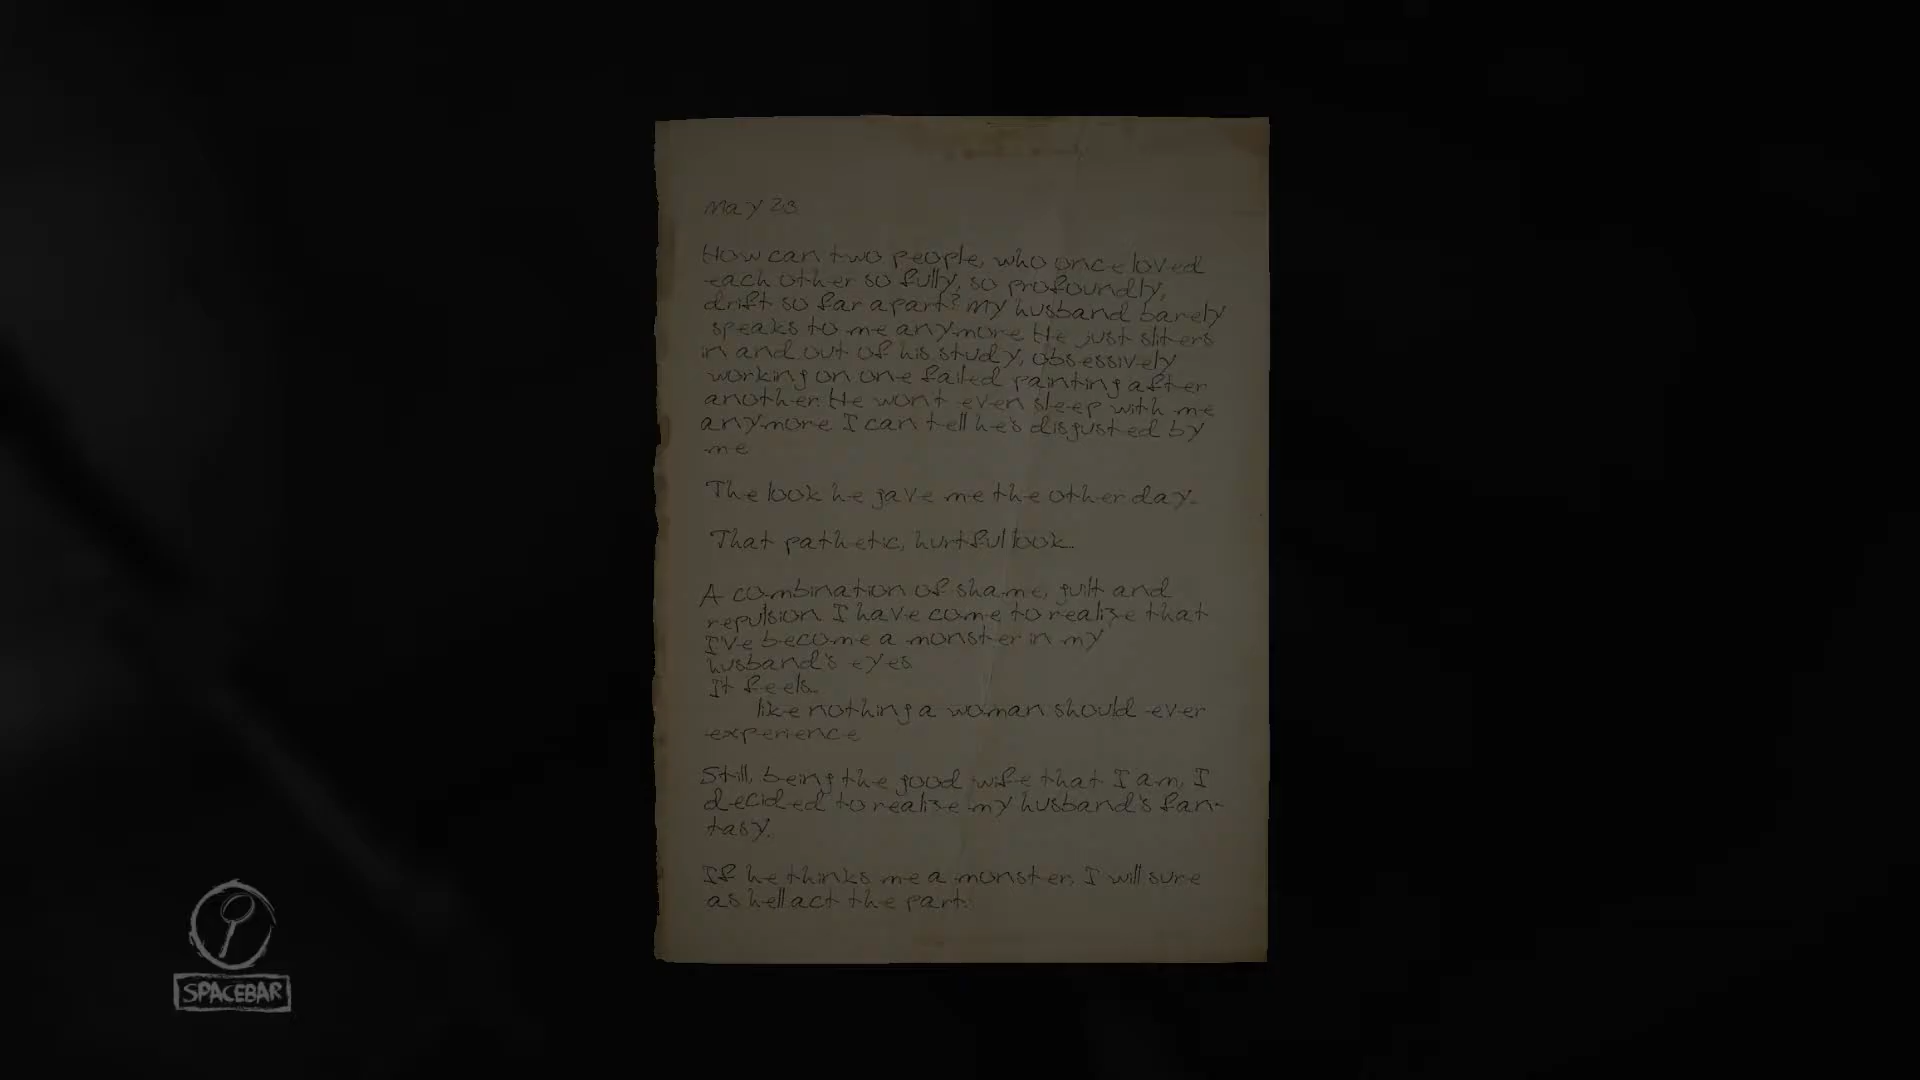 May 23
How can two people, who once loved
each other so fully, so profoundly,
drift so far apart? My husband barely
speaks to me anymore. He just slithers
in and out of his study, obsessively
working on one failed painting after
another. He won't even sleep with me
anymore. I can tell he's disgusted by
me.
The look he gave me the other day.
That pathetic, hurtful look.
A combination of shame, guilt and
repulsion. I have come to realize that
I've become a monster in my
husband's eyes.
It feels...
like nothing a woman should ever
experience.
Still, being the good wife that I am, I
decided to realize my husband's fan-
tasy.
If he thinks me a monster, I will sure
as hell act the part.
SPACEBAR